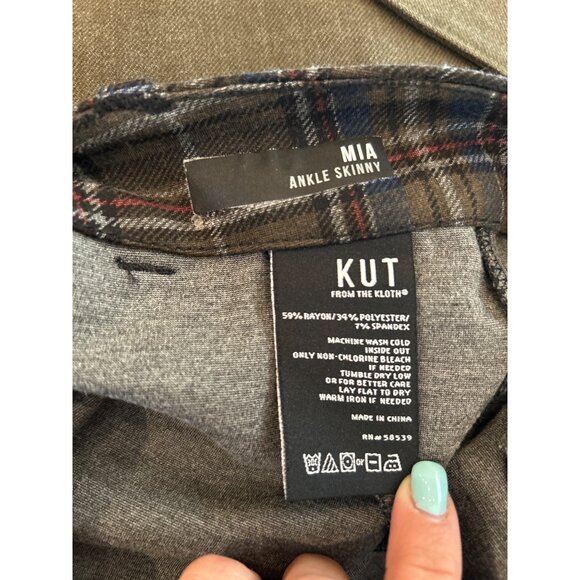 MIA
ANKLE SKINNY
KUT
FROM THE KLOTH®
59% RAYON/34% POLYESTER/
7% SPANDEX
MACHINE WASH COLD
INSIDE OUT
ONLY NON-CHLORINE BLEACH
IF NEEDED
TUMBLE DRY LOW
OR FOR BETTER CARE
LAY FLAT TO DRY
WARM IRON IF NEEDED
MADE IN CHINA
RN# 58539
or